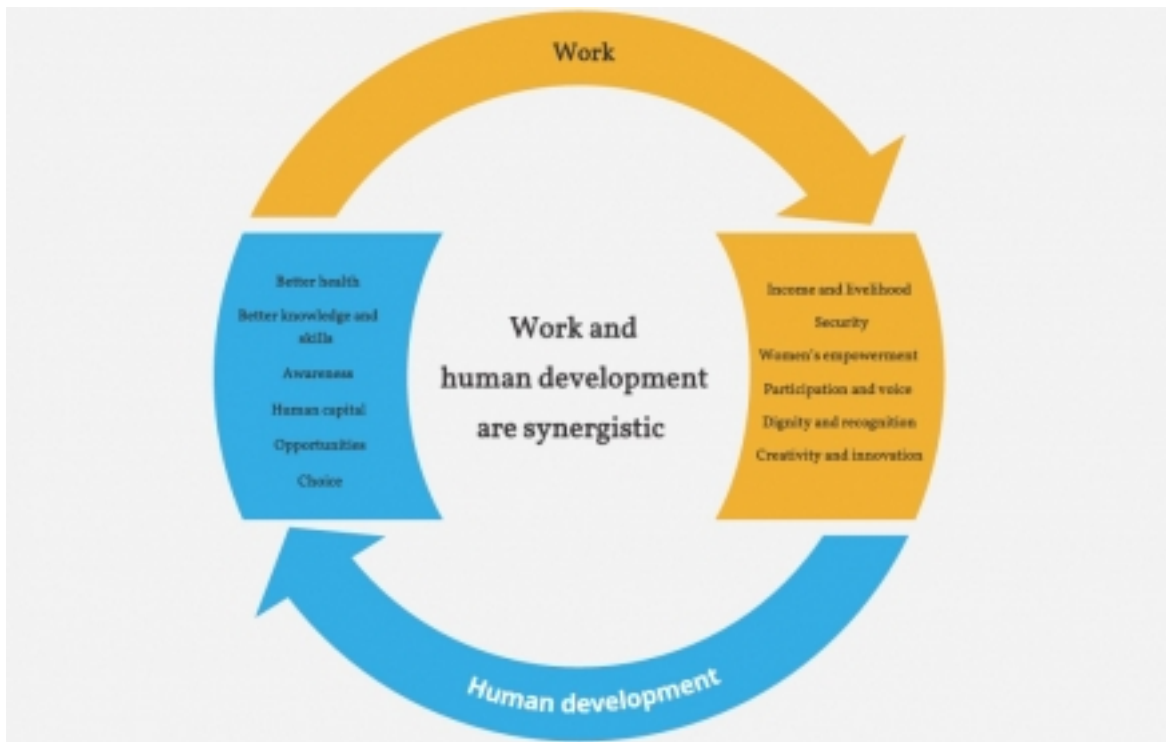 Work
Better health
Better knowledge and
skills
Awareness
Human capital
Opportunities
Choice
Work and
human development
are synergistic
Income and livelihood
Security
Women's empowerment
Participation and voice
Dignity and recognition
Creativity and innovation
Human development